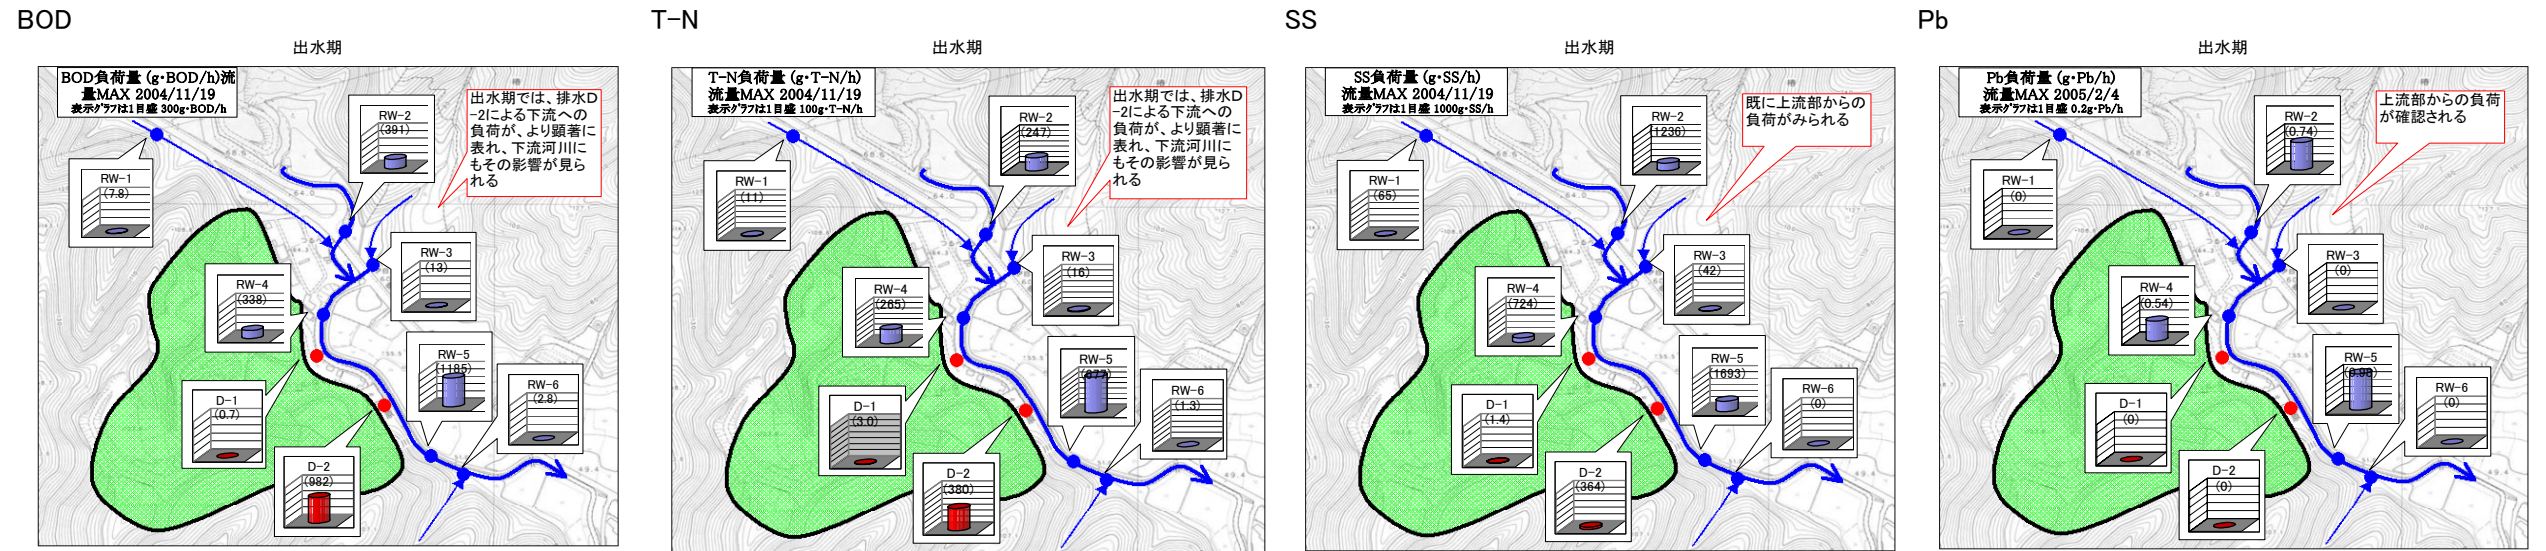 BOD
出水期
BOD負荷量 (g・BOD/h)流
量MAX 2004/11/19
表示グラフは1目盛 300g・BOD/h
RW-1
(7.8)
RW-2
(391)
出水期では、排水D
-2による下流への
負荷が、より顕著に
表れ、下流河川に
もその影響が見ら
れる
RW-3
(13)
RW-4
(338)
RW-5
(1185)
RW-6
(2.8)
D-1
(0.7)
D-2
(982)
T-N
出水期
T-N負荷量 (g・T-N/h)
流量MAX 2004/11/19
表示グラフは1目盛 100g・T-N/h
RW-1
(11)
RW-2
(247)
出水期では、排水D
-2による下流への
負荷が、より顕著に
表れ、下流河川に
もその影響が見ら
れる
RW-3
(16)
RW-4
(265)
RW-5
(677)
RW-6
(1.3)
D-1
(3.0)
D-2
(380)
SS
出水期
SS負荷量 (g・SS/h)
流量MAX 2004/11/19
表示グラフは1目盛 1000g・SS/h
RW-1
(65)
RW-2
(1236)
既に上流部からの
負荷がみられる
RW-3
(42)
RW-4
(724)
RW-5
(1693)
RW-6
(0)
D-1
(1.4)
D-2
(364)
Pb
出水期
Pb負荷量 (g・Pb/h)
流量MAX 2005/2/4
表示グラフは1目盛 0.2g・Pb/h
RW-1
(0)
RW-2
(0.74)
上流部からの負荷
が確認される
RW-3
(0)
RW-4
(0.54)
RW-5
(0.98)
RW-6
(0)
D-1
(0)
D-2
(0)